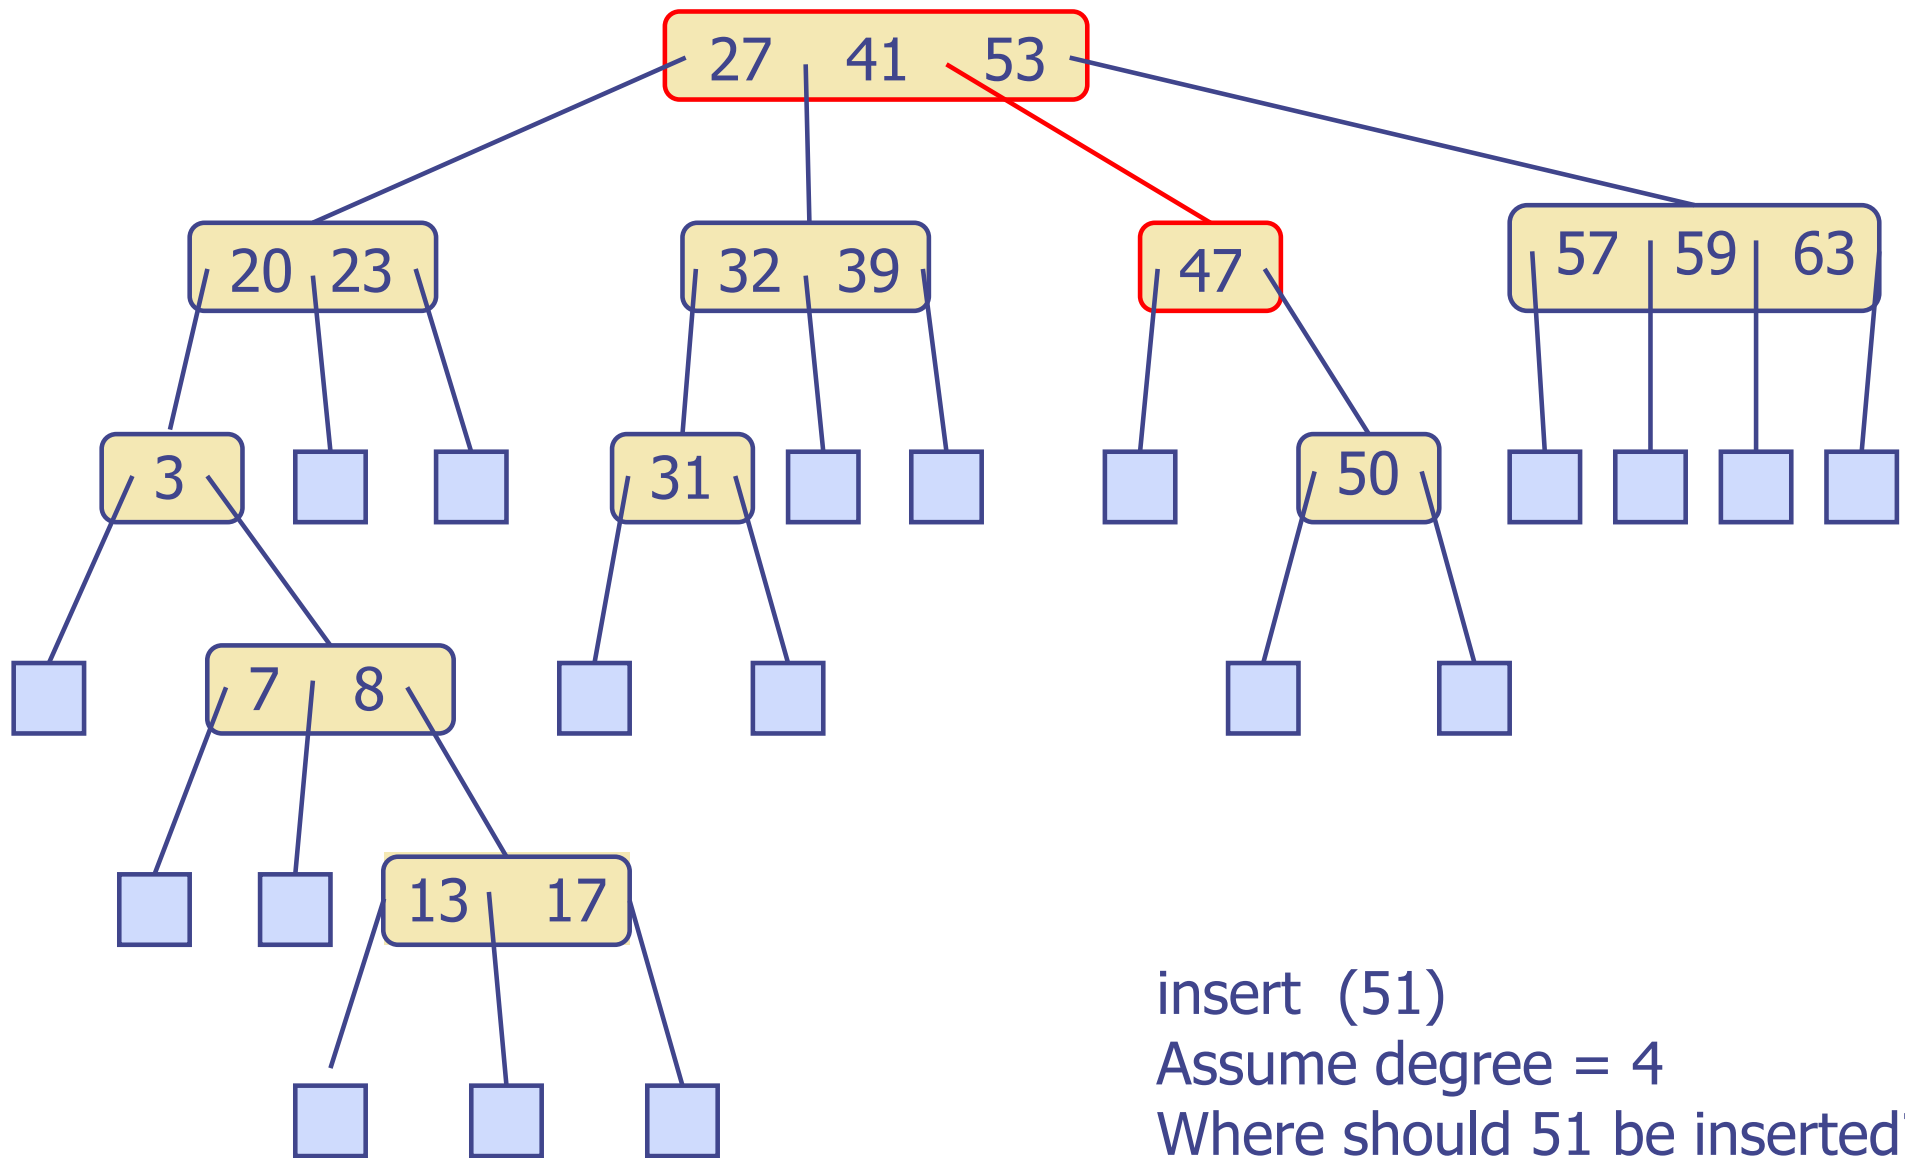 27 41 53
20 23
32 39
47
57 59 63
3
31
50
7 8
13 17
insert (51)
Assume degree = 4
Where should 51 be inserted?